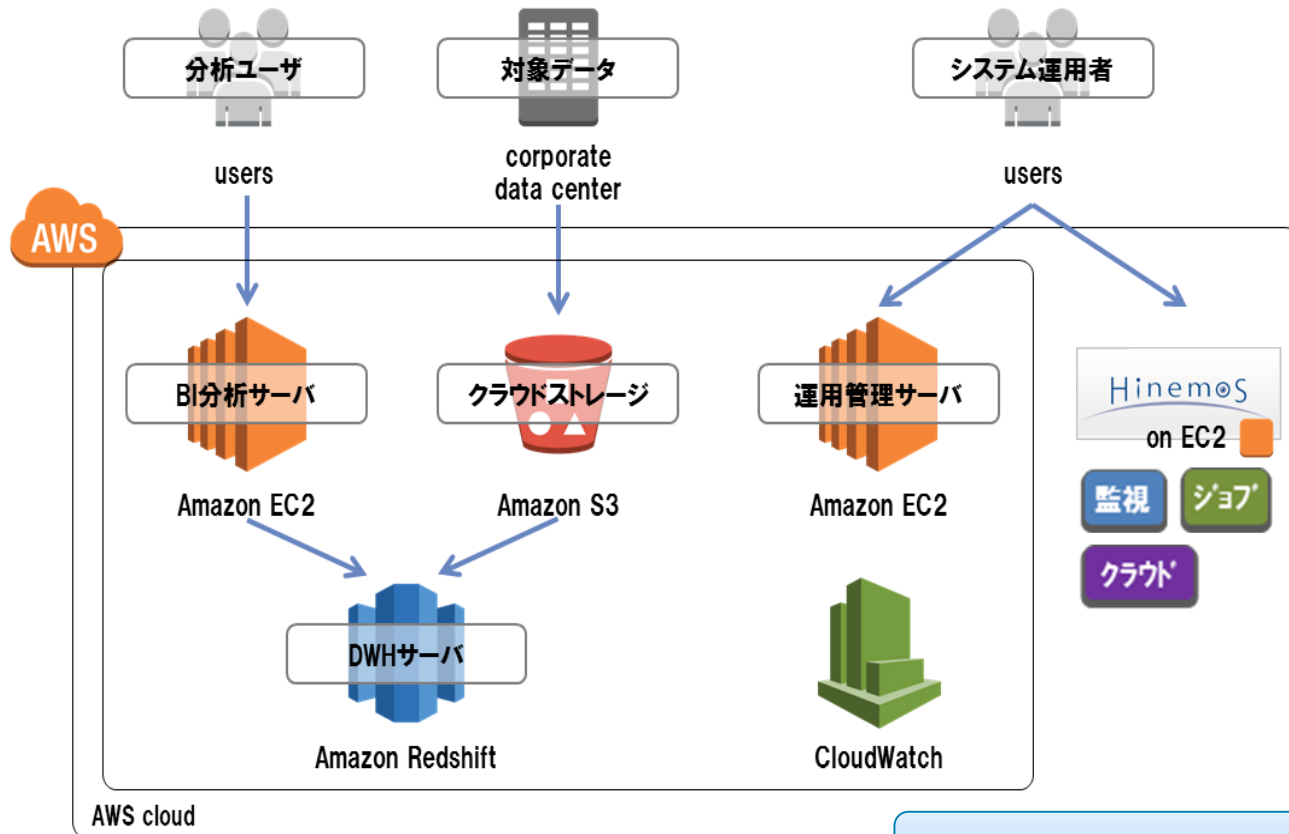 分析ユーザ
対象データ
システム運用者
users
corporate
data center
users
AWS
BI分析サーバ
クラウドストレージ
運用管理サーバ
Hinemos
on EC2
Amazon EC2
Amazon S3
Amazon EC2
監視
ジョブ
クラウド
DWHサーバ
Amazon Redshift
CloudWatch
AWS cloud